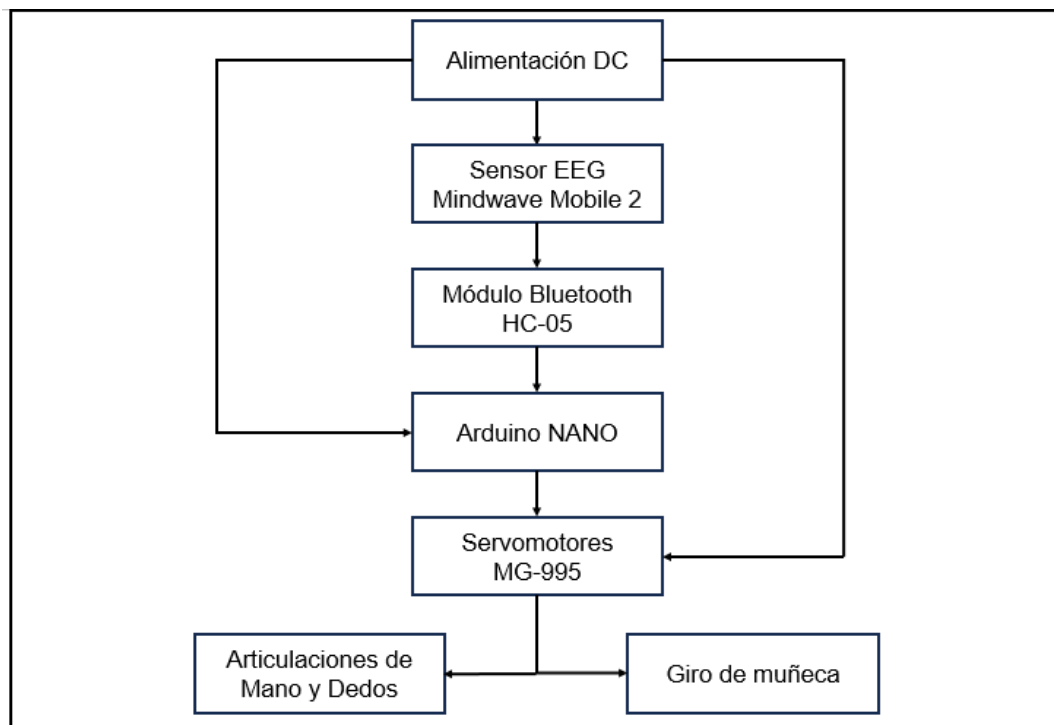 Alimentación DC
Sensor EEG
Mindwave Mobile 2
Módulo Bluetooth
HC-05
Arduino NANO
Servomotores
MG-995
Articulaciones de
Mano y Dedos
Giro de muñeca